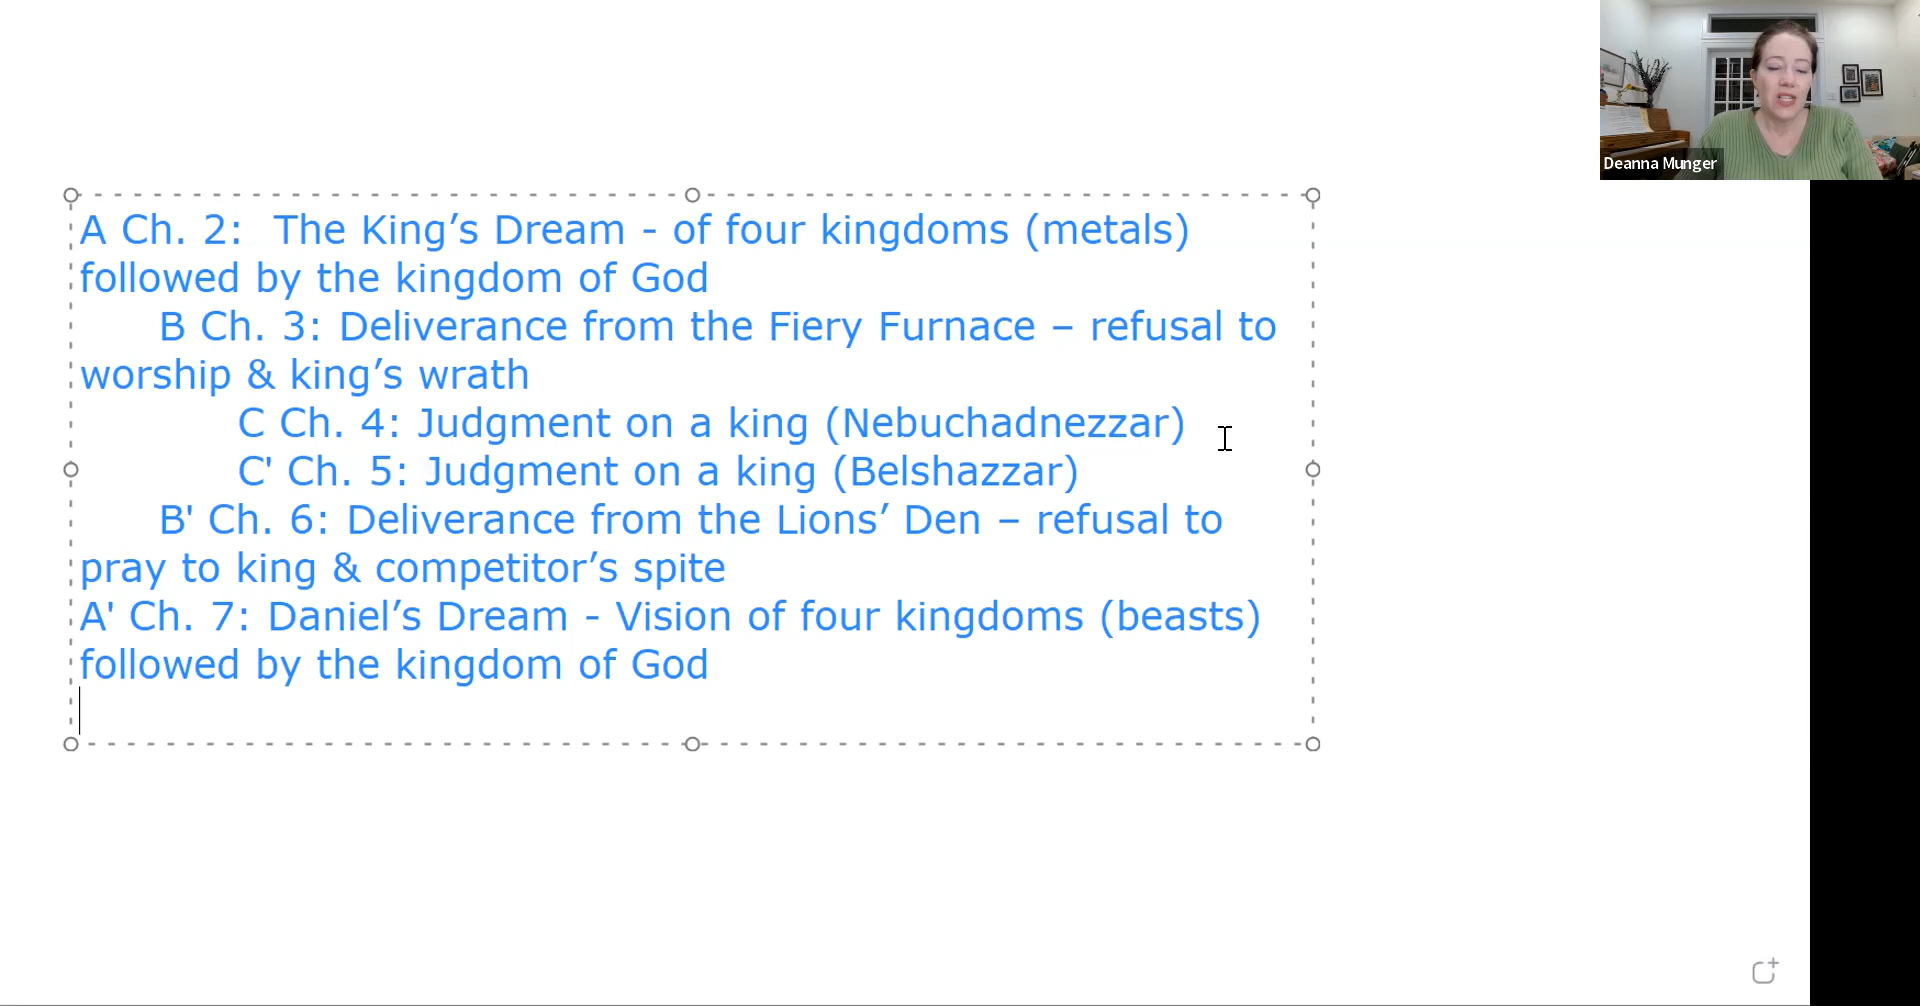 Deanna Munger
A Ch. 2:  The King’s Dream - of four kingdoms (metals)
followed by the kingdom of God
B Ch. 3: Deliverance from the Fiery Furnace – refusal to
worship & king’s wrath
C Ch. 4: Judgment on a king (Nebuchadnezzar)
C' Ch. 5: Judgment on a king (Belshazzar)
B' Ch. 6: Deliverance from the Lions’ Den – refusal to
pray to king & competitor’s spite
A' Ch. 7: Daniel’s Dream - Vision of four kingdoms (beasts)
followed by the kingdom of God